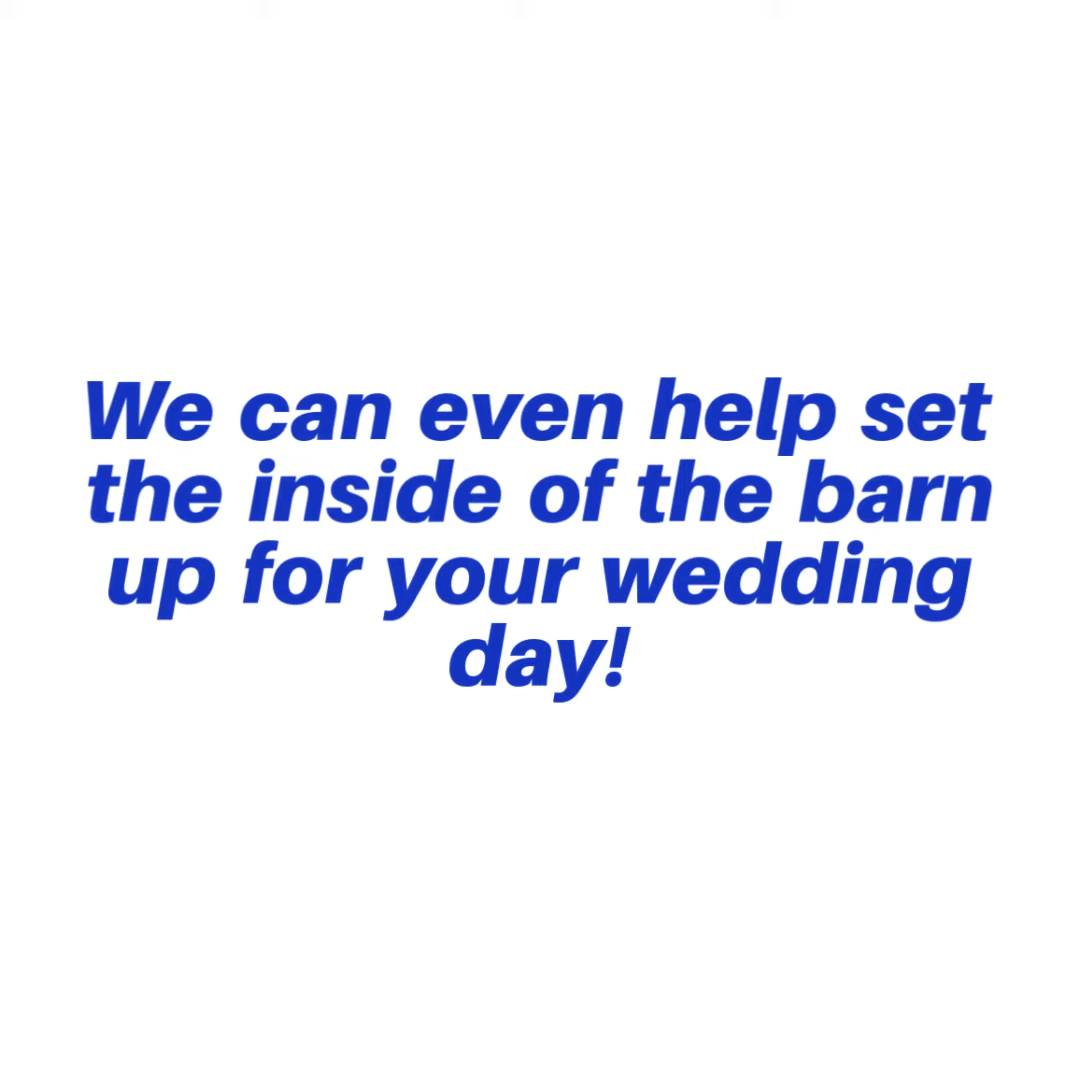 We can even help set
the inside of the barn
up for your wedding
day!